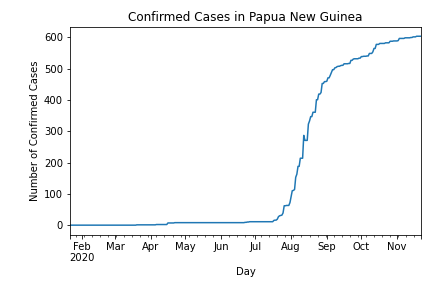 Confirmed Cases in Papua New Guinea
600
500
400
300
200
100
0
Number of Confirmed Cases
Feb Mar Apr May Jun Jul Aug Sep Oct Nov
2020
Day